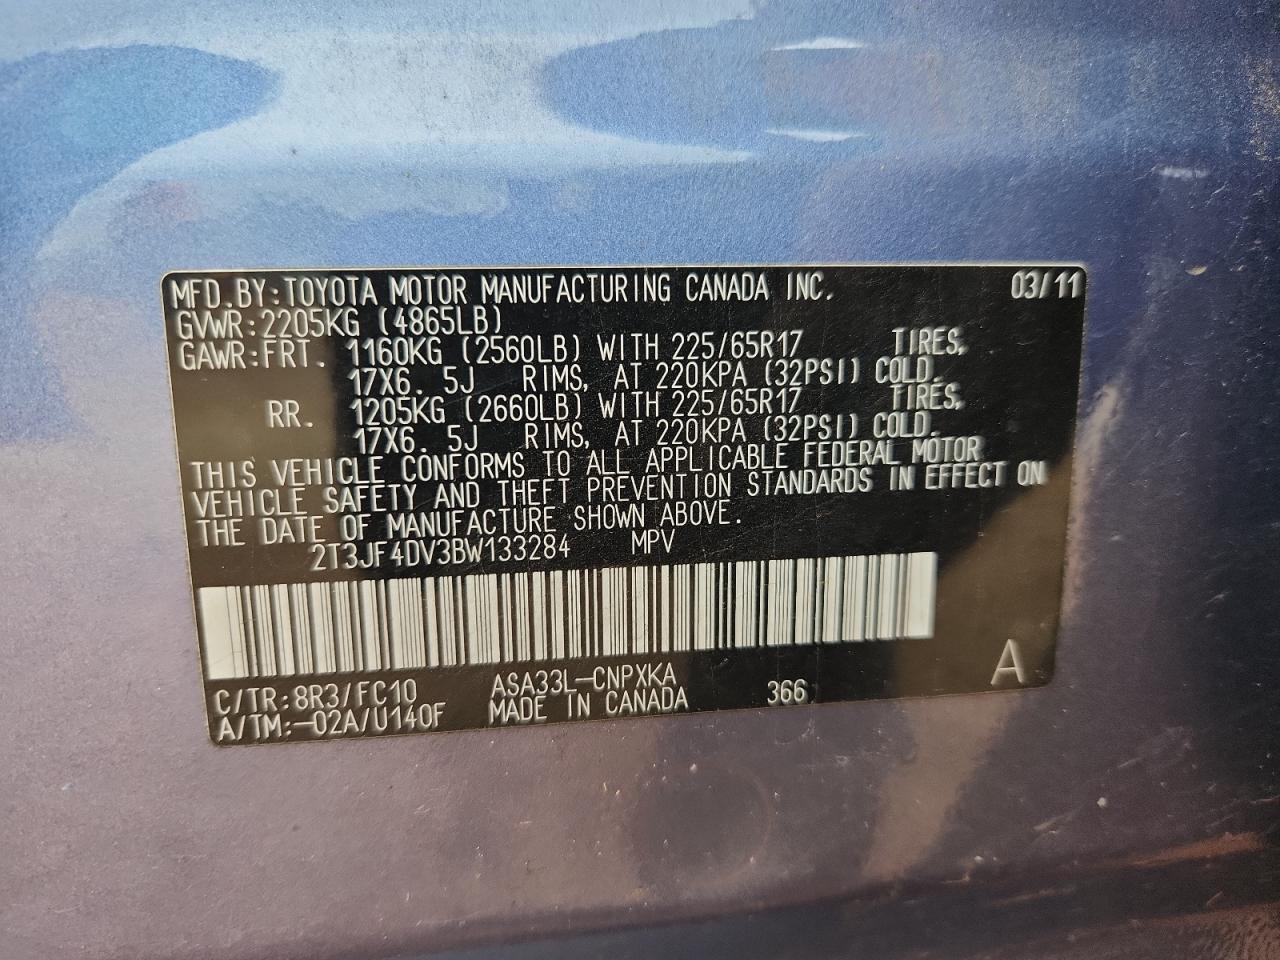 MFD.BY:TOYOTA MOTOR MANUFACTURING CANADA INC. 03/11
GVWR:2205KG (4865LB)
GAWR:FRT. 1160KG (2560LB) WITH 225/65R17 TIRES,
17X6.5J RIMS, AT 220KPA (32PSI) COLD.
RR. 1205KG (2660LB) WITH 225/65R17 TIRES,
17X6.5J RIMS, AT 220KPA (32PSI) COLD.
THIS VEHICLE CONFORMS TO ALL APPLICABLE FEDERAL MOTOR
VEHICLE SAFETY AND THEFT PREVENTION STANDARDS IN EFFECT ON
THE DATE OF MANUFACTURE SHOWN ABOVE.
2T3JF4DV3BW133284 MPV
A
C/TR:8R3/FC10 ASA33L-CNPXKA 366
A/TM:-02A/U140F MADE IN CANADA